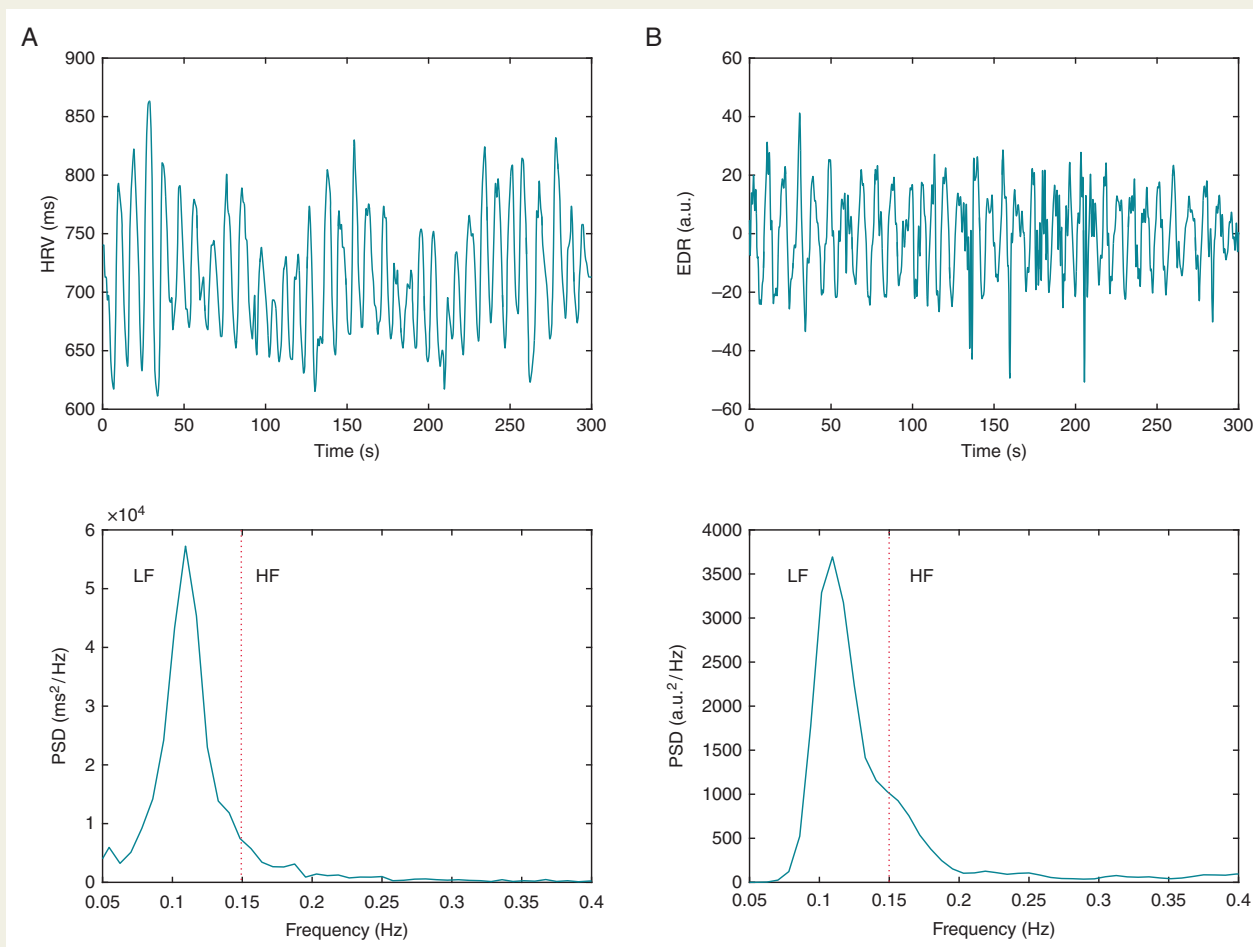 A
900
850
800
750
700
650
600
HRV (ms)
0 50 100 150 200 250 300
Time (s)
B
60
40
20
0
–20
–40
–60
EDR (a.u.)
0 50 100 150 200 250 300
Time (s)
×10⁴
6
5
4
3
2
1
0
PSD (ms²/Hz)
LF HF
0.05 0.1 0.15 0.2 0.25 0.3 0.35 0.4
Frequency (Hz)
4000
3500
3000
2500
2000
1500
1000
500
0
PSD (a.u.²/Hz)
LF HF
0.05 0.1 0.15 0.2 0.25 0.3 0.35 0.4
Frequency (Hz)